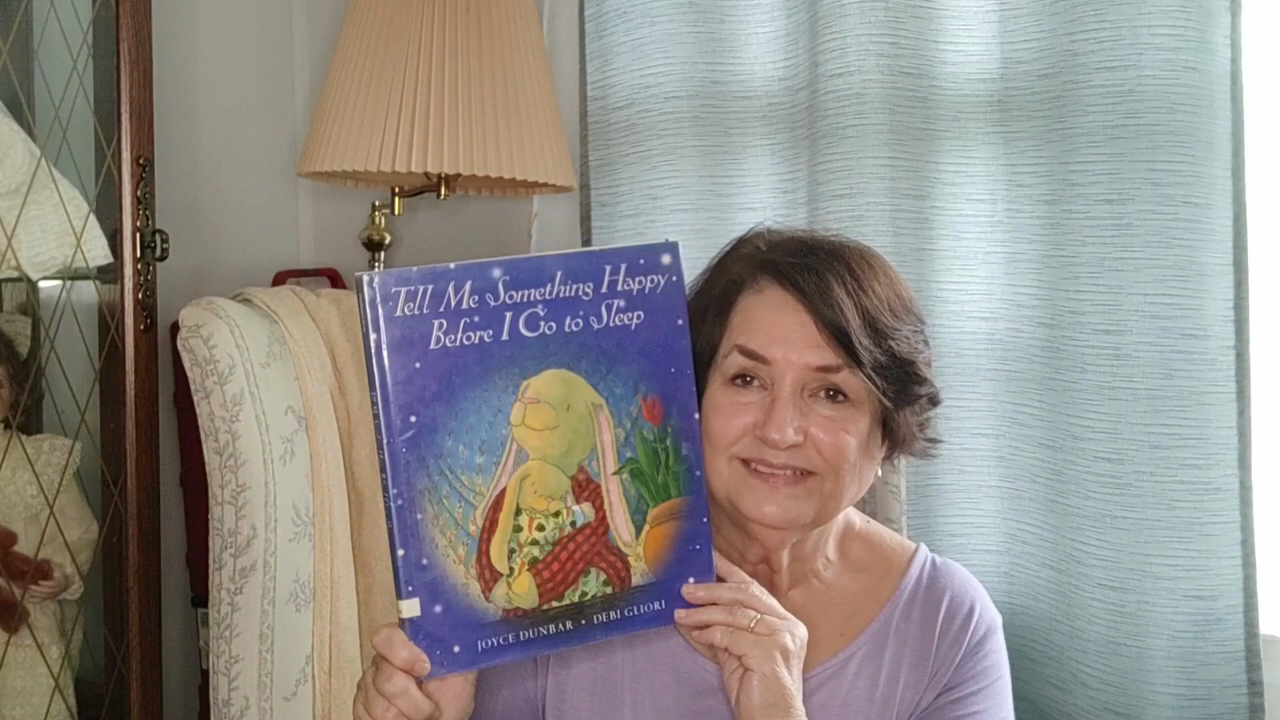 Tell Me Something Happy
Before I Go to Sleep
JOYCE DUNBAR • DEBI GLIORI